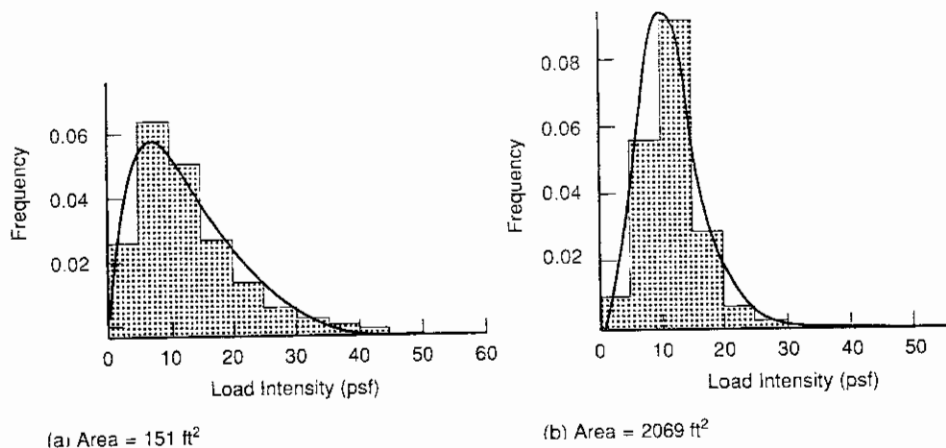 Frequency
0.06
0.04
0.02
0 10 20 30 40 50 60
Load Intensity (psf)
(a) Area = 151 ft²
Frequency
0.08
0.06
0.04
0.02
0 10 20 30 40 50
Load Intensity (psf)
(b) Area = 2069 ft²